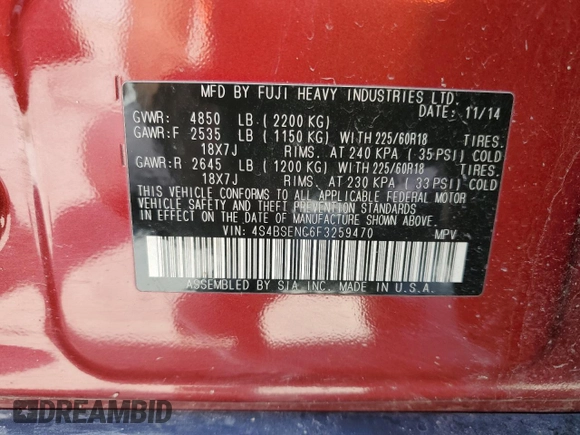 MFD BY FUJI HEAVY INDUSTRIES LTD.
DATE: 11/14
GVWR: 4850 LB (2200 KG)
GAWR:F 2535 LB (1150 KG) WITH 225/60R18 TIRES.
18X7J RIMS. AT 240 KPA ( 35 PSI) COLD
GAWR:R 2645 LB (1200 KG) WITH 225/60R18 TIRES.
18X7J RIMS. AT 230 KPA ( 33 PSI) COLD
THIS VEHICLE CONFORMS TO ALL APPLICABLE FEDERAL MOTOR
VEHICLE SAFETY AND THEFT PREVENTION STANDARDS
IN EFFECT ON THE DATE OF MANUFACTURE SHOWN ABOVE.
VIN: 4S4BSENC6F3259470 MPV
ASSEMBLED BY SIA INC. MADE IN U.S.A.
DREAMBID